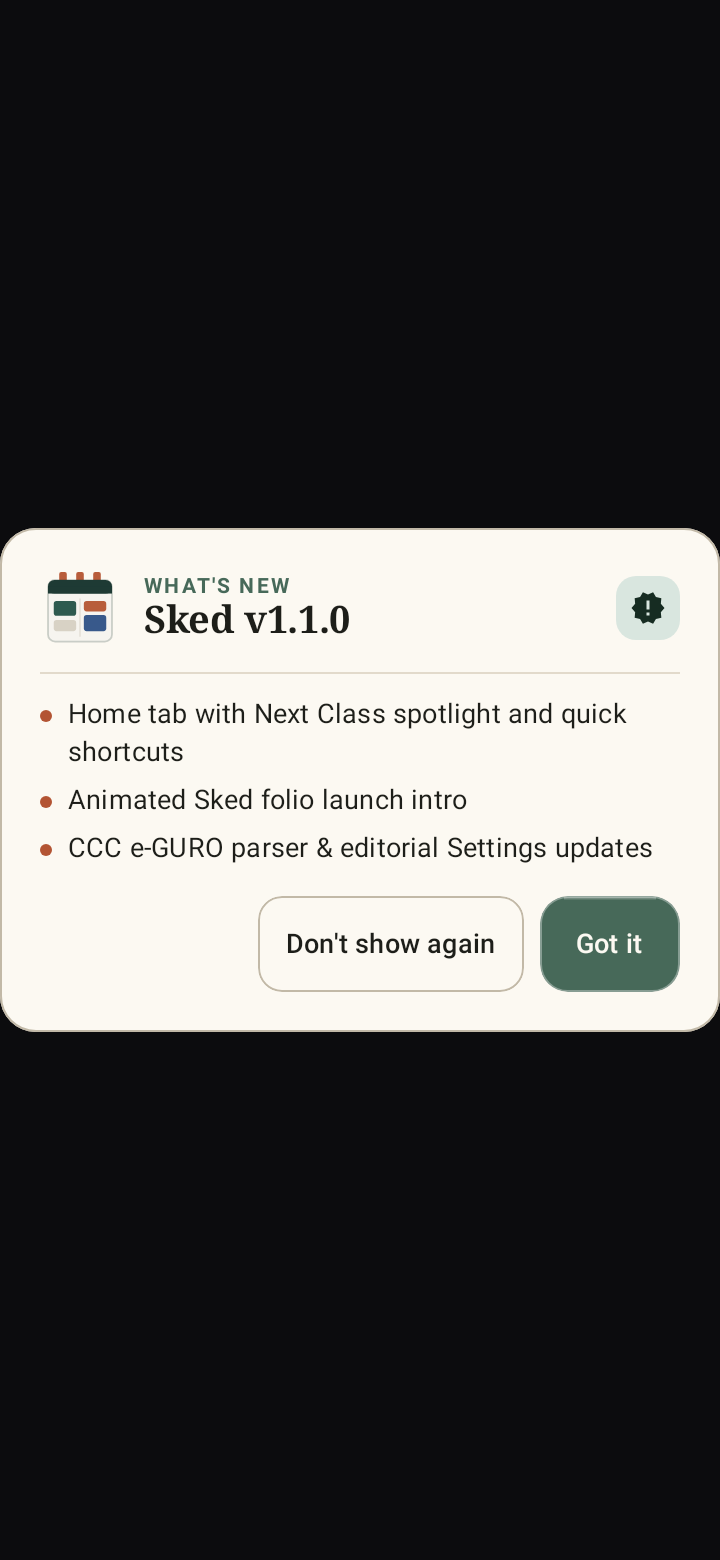 WHAT'S NEW
Sked v1.1.0
Home tab with Next Class spotlight and quick
shortcuts
Animated Sked folio launch intro
CCC e-GURO parser & editorial Settings updates
Don't show again
Got it